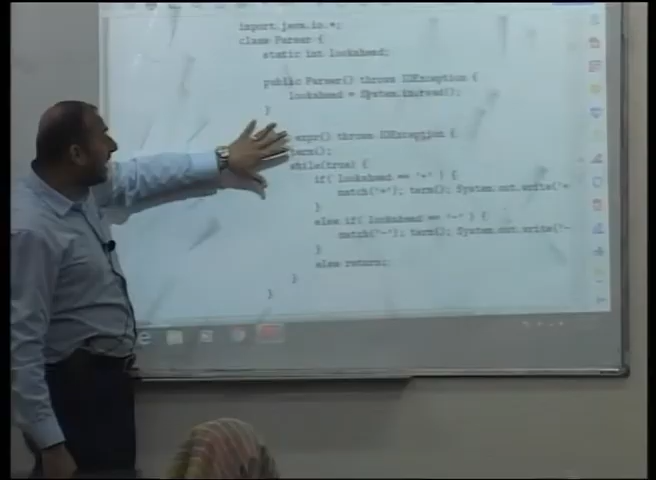 import java.io.*;
class Parser {
static int lookahead;
public Parser() throws IOException {
lookahead = System.in.read();
}
expr() throws IOException {
term();
while(true) {
if( lookahead == '+' ) {
match('+'); term(); System.out.write('+
}
else if( lookahead == '-' ) {
match('-'); term(); System.out.write('-
}
else return;
}
}